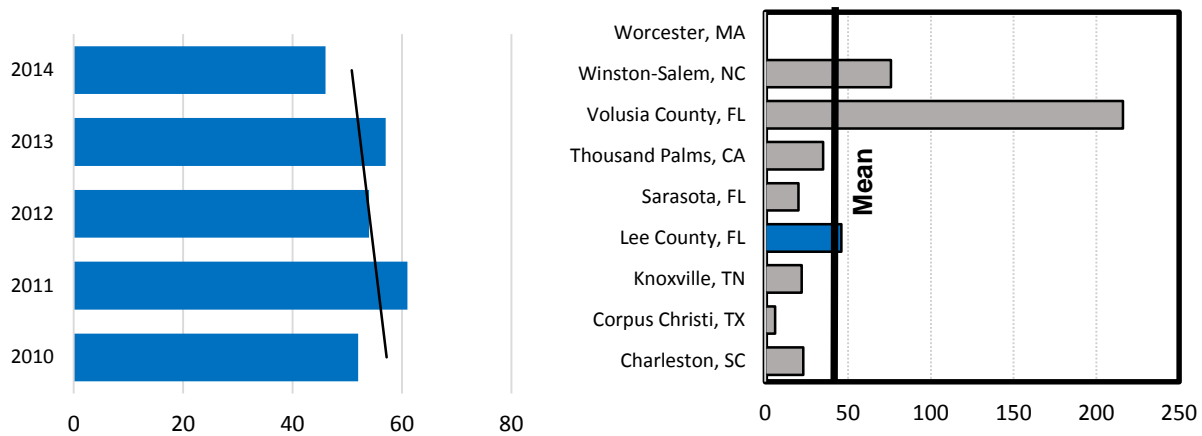 2014
2013
2012
2011
2010
0 20 40 60 80
Worcester, MA
Winston-Salem, NC
Volusia County, FL
Thousand Palms, CA
Sarasota, FL
Lee County, FL
Knoxville, TN
Corpus Christi, TX
Charleston, SC
Mean
0 50 100 150 200 250